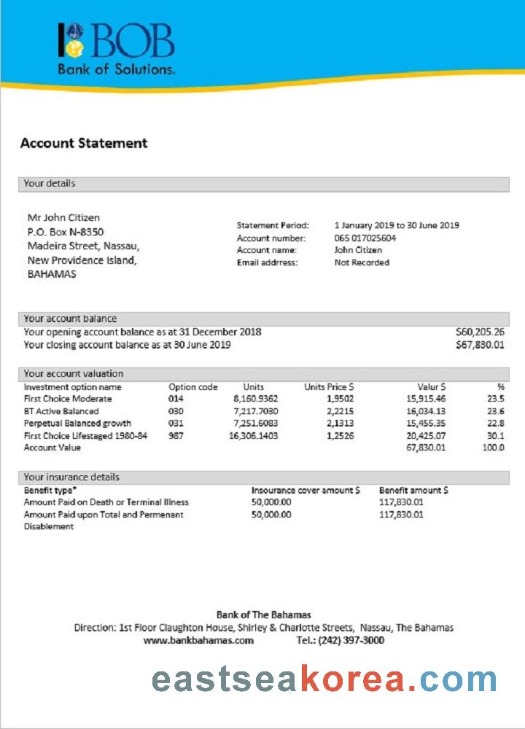 BOB
Bank of Solutions.
Account Statement
Your details
Mr John Citizen
P.O. Box N-8350
Madeira Street, Nassau,
New Providence Island,
BAHAMAS
Statement Period: 1 January 2019 to 30 June 2019
Account number: 065 017025604
Account name: John Citizen
Email adrress: Not Recorded
Your account balance
Your opening account balance as at 31 December 2018 $60,205.26
Your closing account balance as at 30 June 2019 $67,830.01
Your account valuation
Investment option name Option code Units Units Price $ Valur $ %
First Choice Moderate 014 8,160.9362 1,9502 15,915.46 23.5
BT Active Balanced 030 7,217.7030 2,2215 16,034.13 23.6
Perpetual Balanced growth 031 7,251.6083 2,1313 15,455.35 22.8
First Choice Lifestaged 1980-84 987 16,306.1403 1,2526 20,425.07 30.1
Account Value 67,830.01 100.0
Your insurance details
Benefit type* Insourance cover amount $ Benefit amount $
Amount Paid on Death or Terminal Illness 50,000.00 117,830.01
Amount Paid upon Total and Permenant 50,000.00 117,830.01
Disablement
Bank of The Bahamas
Direction: 1st Floor Claughton House, Shirley & Charlotte Streets, Nassau, The Bahamas
www.bankbahamas.com Tel.: (242) 397-3000
eastseakorea.com